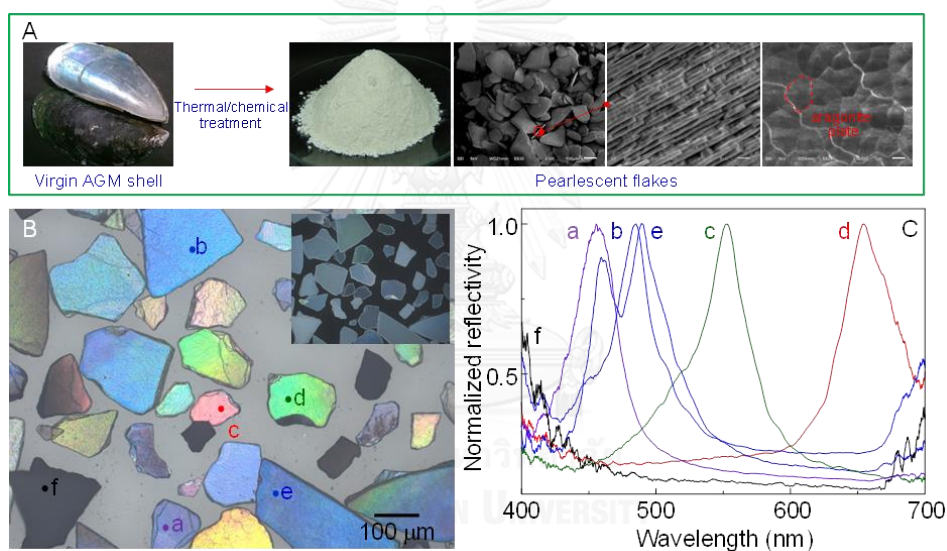 A
Thermal/chemical
treatment
aragonite
plate
Virgin AGM shell
Pearlescent flakes
B
b
d
c
f
e
a
100 µm
Normalized reflectivity
1.0
0.5
f
a
b
e
c
d
C
400
500
600
700
Wavelength (nm)
UNIVERSITY